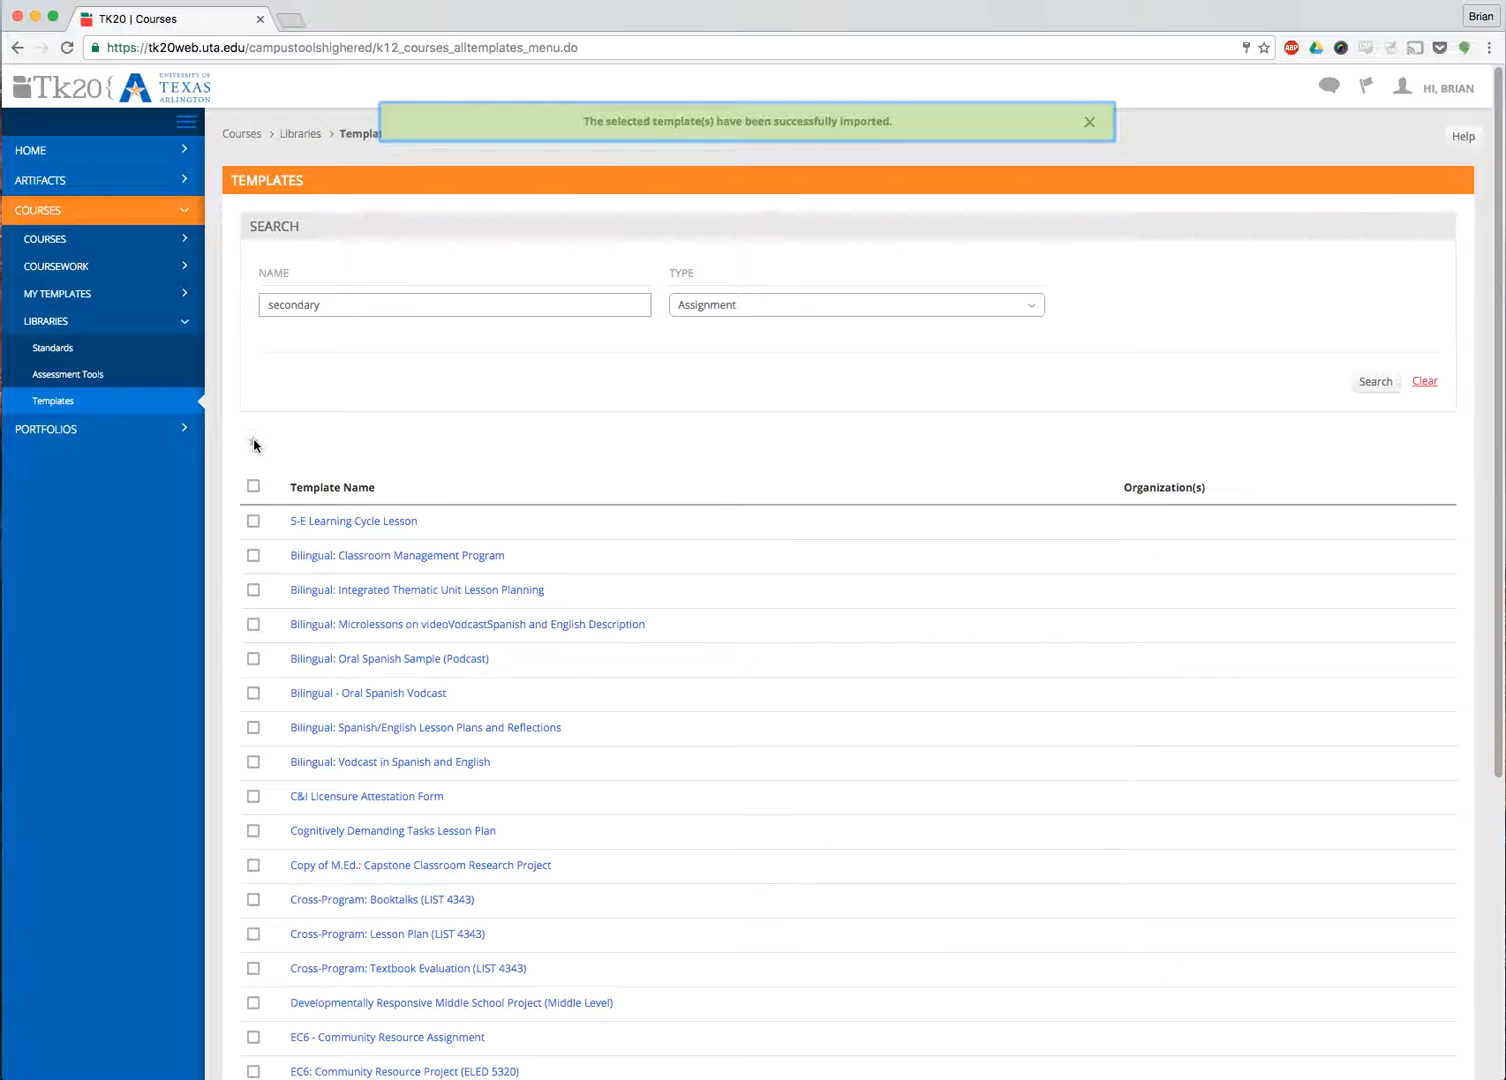 TK20 | Courses
Brian
https://tk20web.uta.edu/campustoolshighered/k12_courses_alltemplates_menu.do
ABP
Tk20{
UNIVERSITY OF
TEXAS
ARLINGTON
HI, BRIAN
The selected template(s) have been successfully imported.
Courses > Libraries > Templa
Help
HOME
ARTIFACTS
COURSES
COURSES
COURSEWORK
MY TEMPLATES
LIBRARIES
Standards
Assessment Tools
Templates
PORTFOLIOS
TEMPLATES
SEARCH
NAME
TYPE
secondary
Assignment
Search
Clear
Template Name
Organization(s)
5-E Learning Cycle Lesson
Bilingual: Classroom Management Program
Bilingual: Integrated Thematic Unit Lesson Planning
Bilingual: Microlessons on videoVodcastSpanish and English Description
Bilingual: Oral Spanish Sample (Podcast)
Bilingual - Oral Spanish Vodcast
Bilingual: Spanish/English Lesson Plans and Reflections
Bilingual: Vodcast in Spanish and English
C&I Licensure Attestation Form
Cognitively Demanding Tasks Lesson Plan
Copy of M.Ed.: Capstone Classroom Research Project
Cross-Program: Booktalks (LIST 4343)
Cross-Program: Lesson Plan (LIST 4343)
Cross-Program: Textbook Evaluation (LIST 4343)
Developmentally Responsive Middle School Project (Middle Level)
EC6 - Community Resource Assignment
EC6: Community Resource Project (ELED 5320)